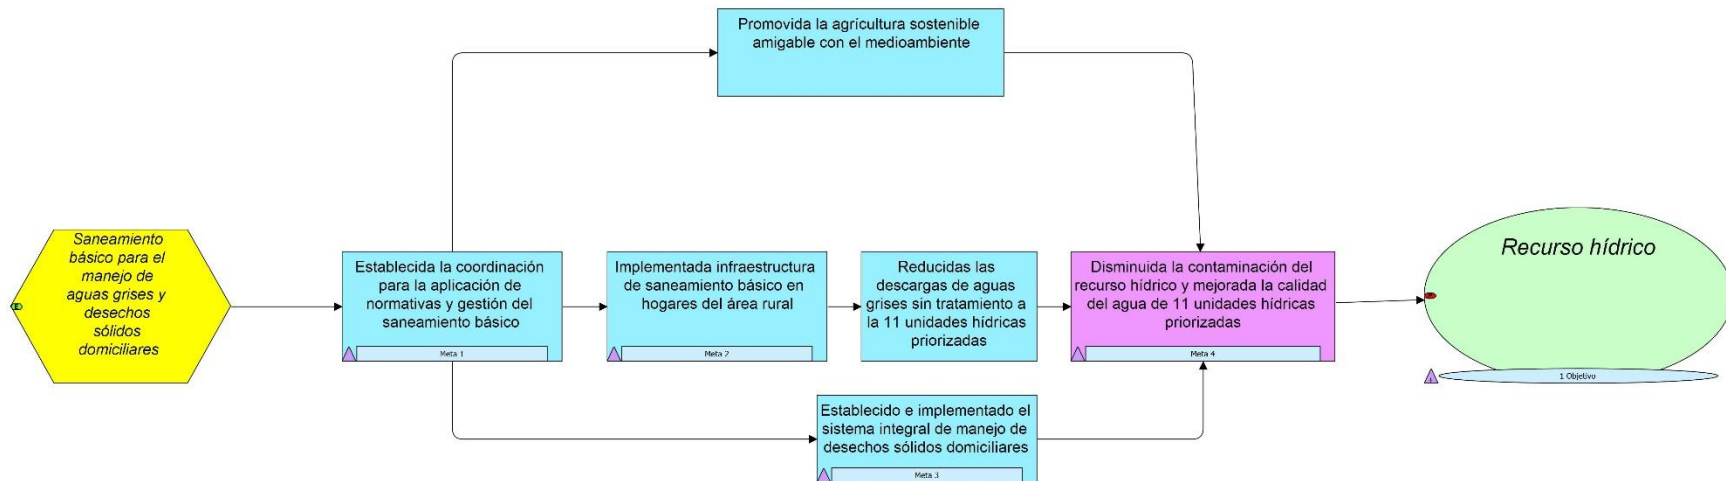 Promovida la agrícultura sostenible
amigable con el medioambiente
Saneamiento
básico para el
manejo de
aguas grises y
desechos
sólidos
domiciliares
Establecida la coordinación
para la aplicación de
normativas y gestión del
saneamiento básico
Meta 1
Implementada infraestructura
de saneamiento básico en
hogares del área rural
Meta 2
Reducidas las
descargas de aguas
grises sin tratamiento a
la 11 unidades hídricas
priorizadas
Disminuida la contaminación del
recurso hídrico y mejorada la calidad
del agua de 11 unidades hídricas
priorizadas
Meta 4
Recurso hídrico
1 Objetivo
Establecido e implementado el
sistema integral de manejo de
desechos sólidos domiciliares
Meta 3